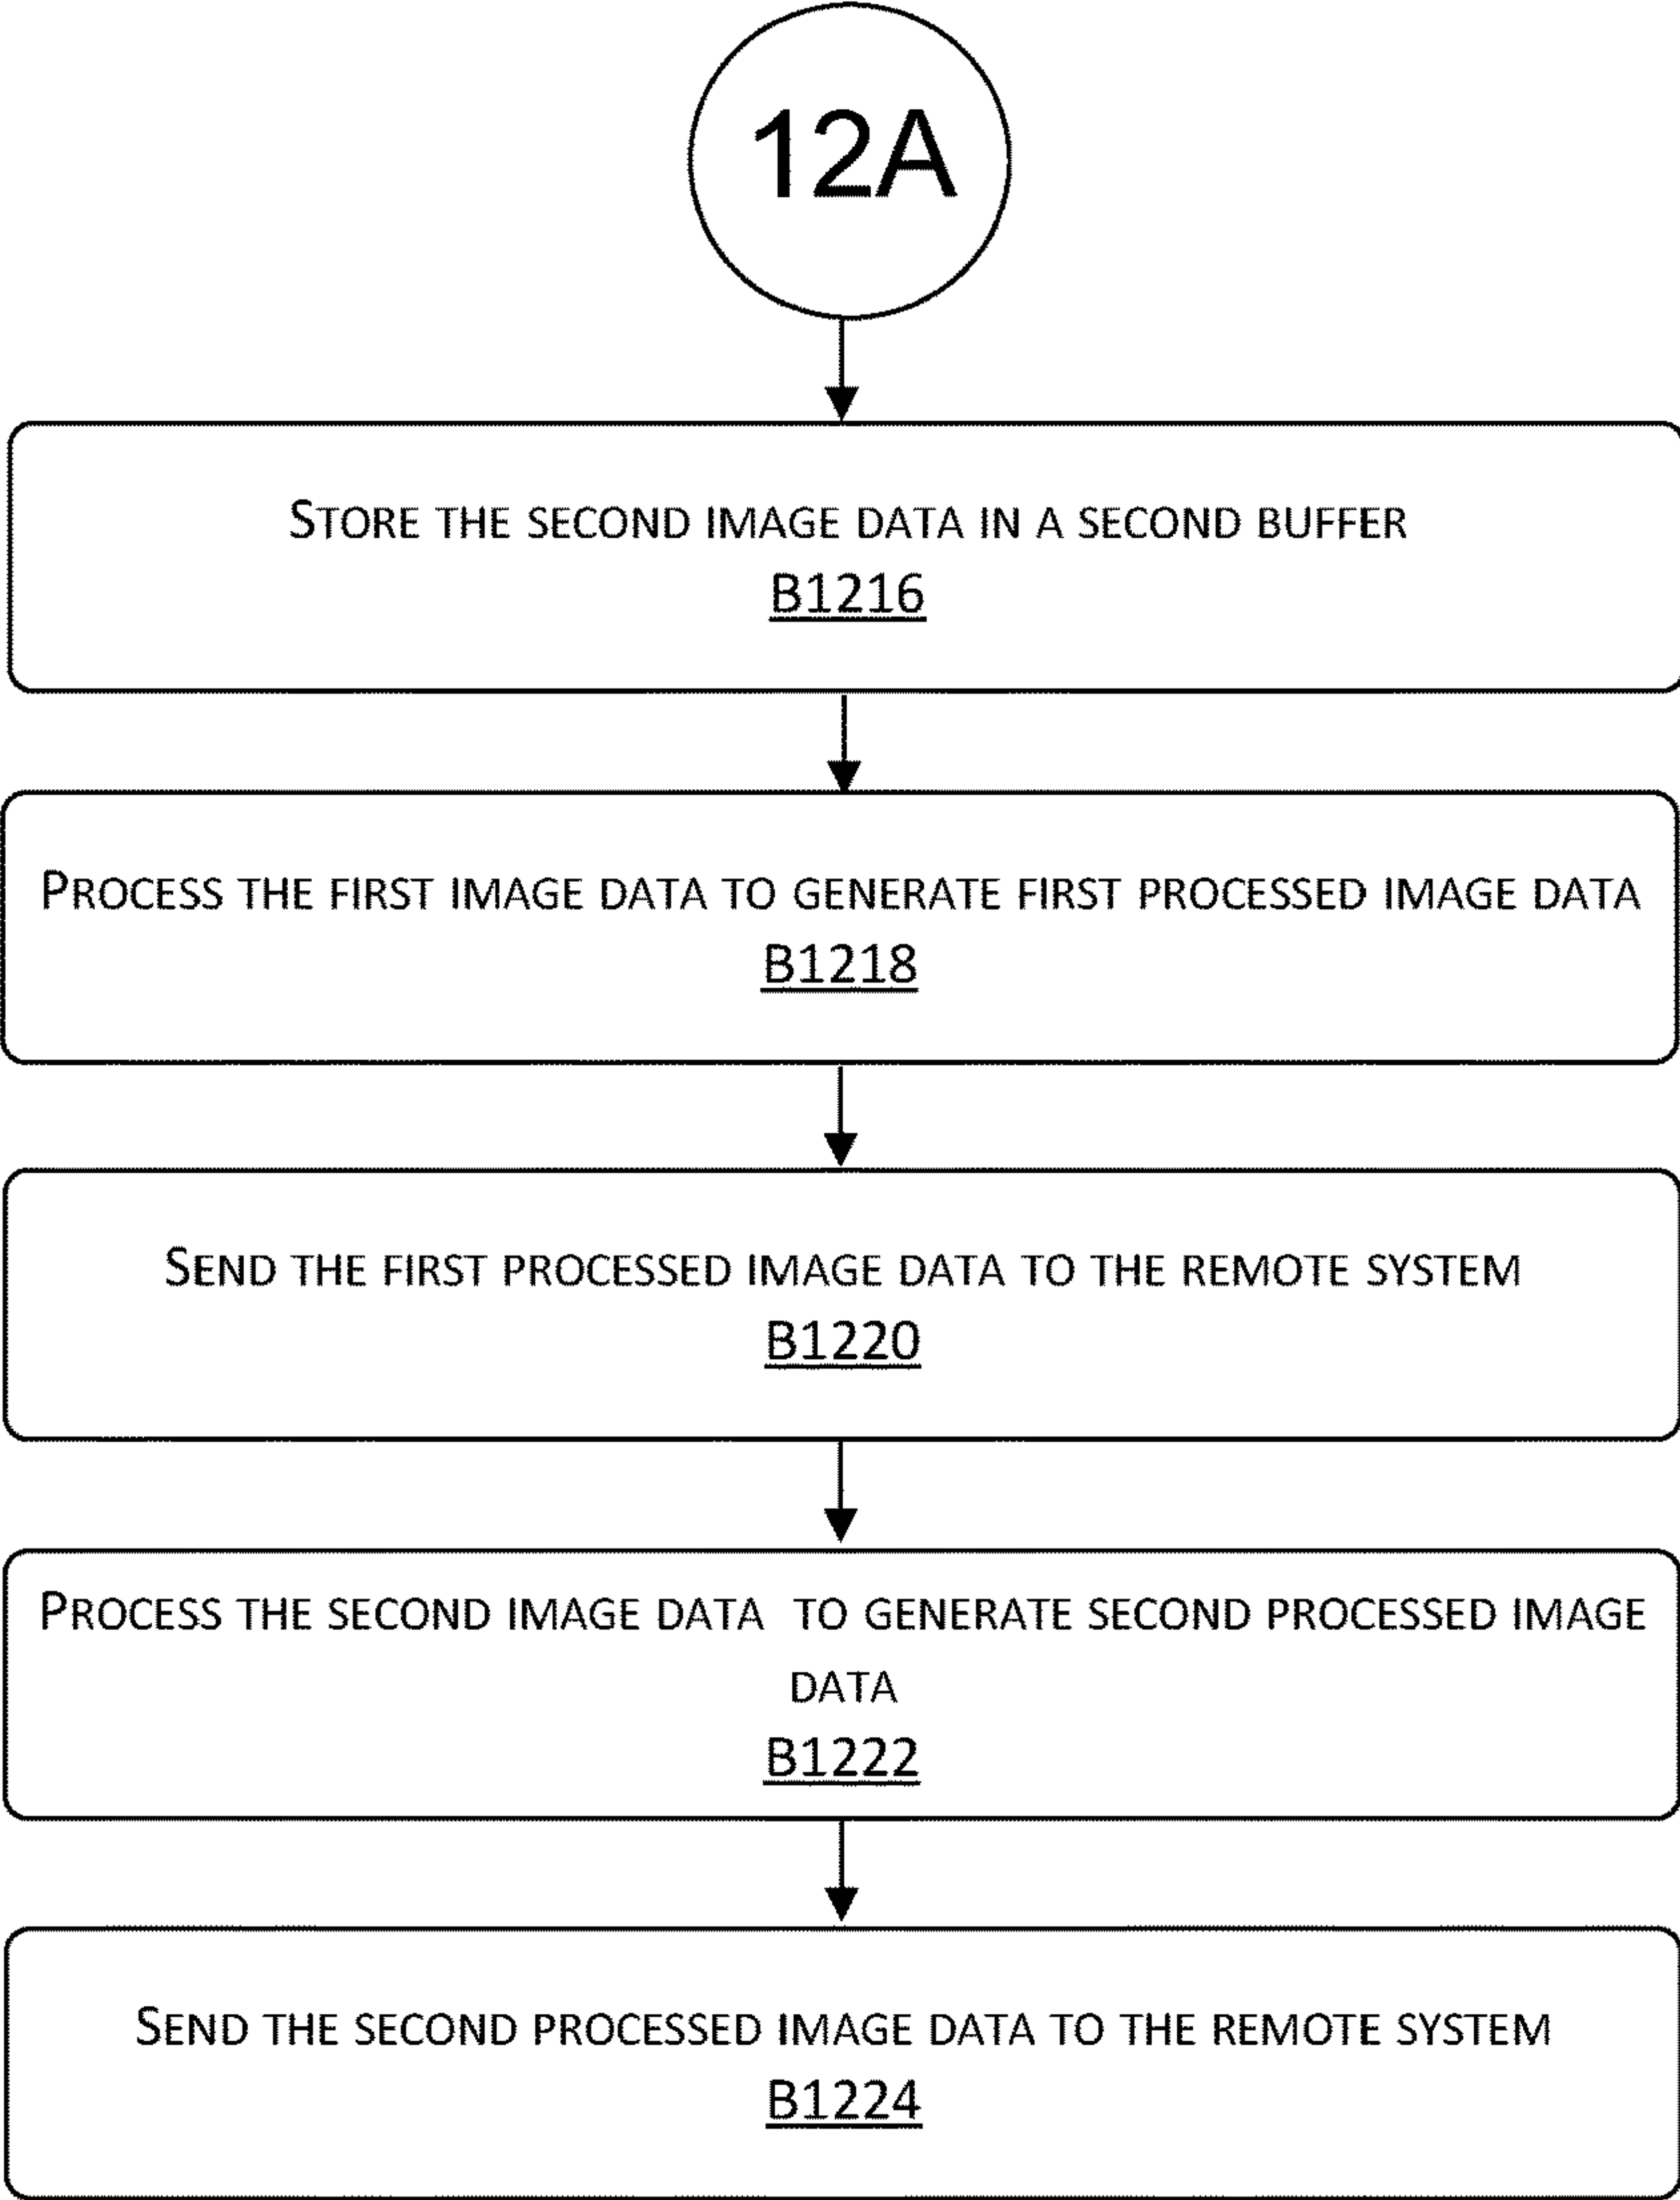 12A
STORE THE SECOND IMAGE DATA IN A SECOND BUFFER
B1216
PROCESS THE FIRST IMAGE DATA TO GENERATE FIRST PROCESSED IMAGE DATA
B1218
SEND THE FIRST PROCESSED IMAGE DATA TO THE REMOTE SYSTEM
B1220
PROCESS THE SECOND IMAGE DATA TO GENERATE SECOND PROCESSED IMAGE
DATA
B1222
SEND THE SECOND PROCESSED IMAGE DATA TO THE REMOTE SYSTEM
B1224